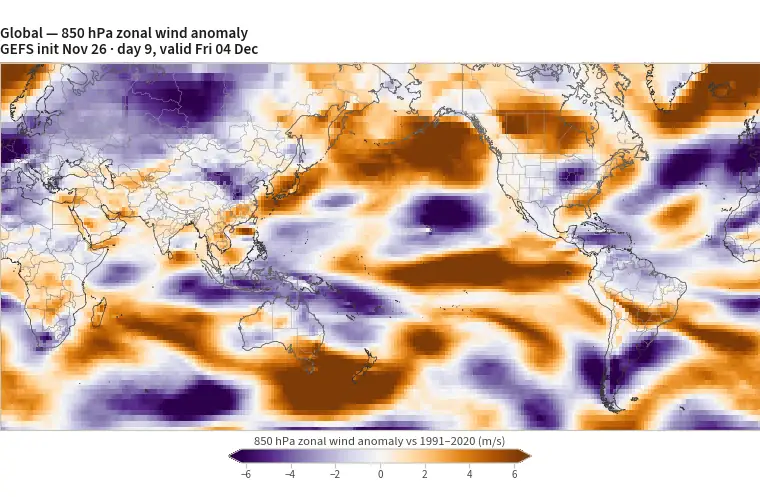 Global — 850 hPa zonal wind anomaly
GEFS init Nov 26 · day 9, valid Fri 04 Dec
850 hPa zonal wind anomaly vs 1991–2020 (m/s)
−6 −4 −2 0 2 4 6